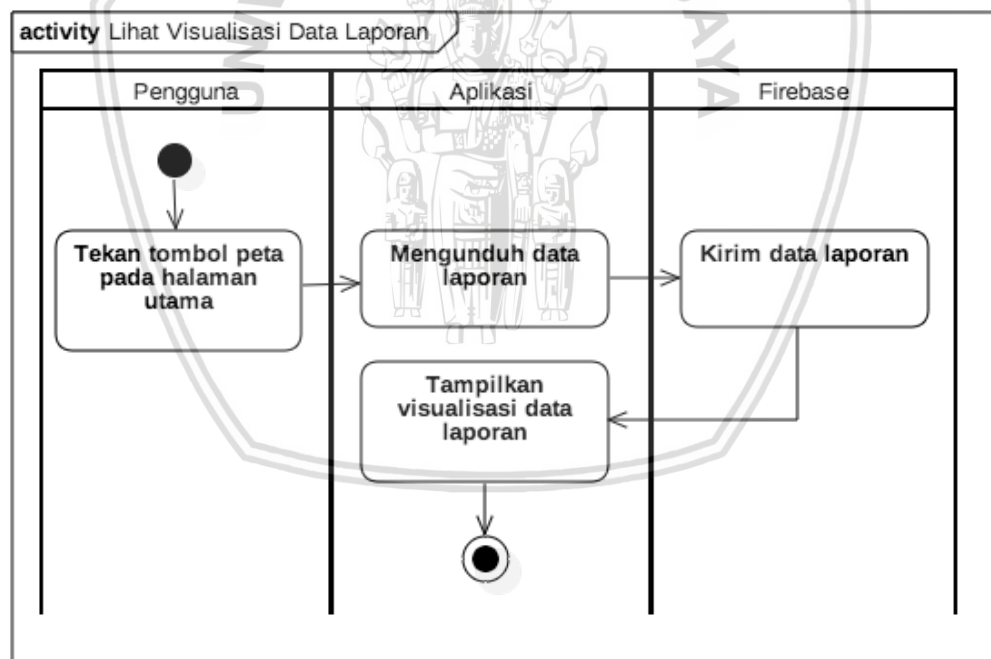 activity Lihat Visualisasi Data Laporan
Pengguna
Aplikasi
Firebase
Tekan tombol peta
pada halaman
utama
Mengunduh data
laporan
Kirim data laporan
Tampilkan
visualisasi data
laporan